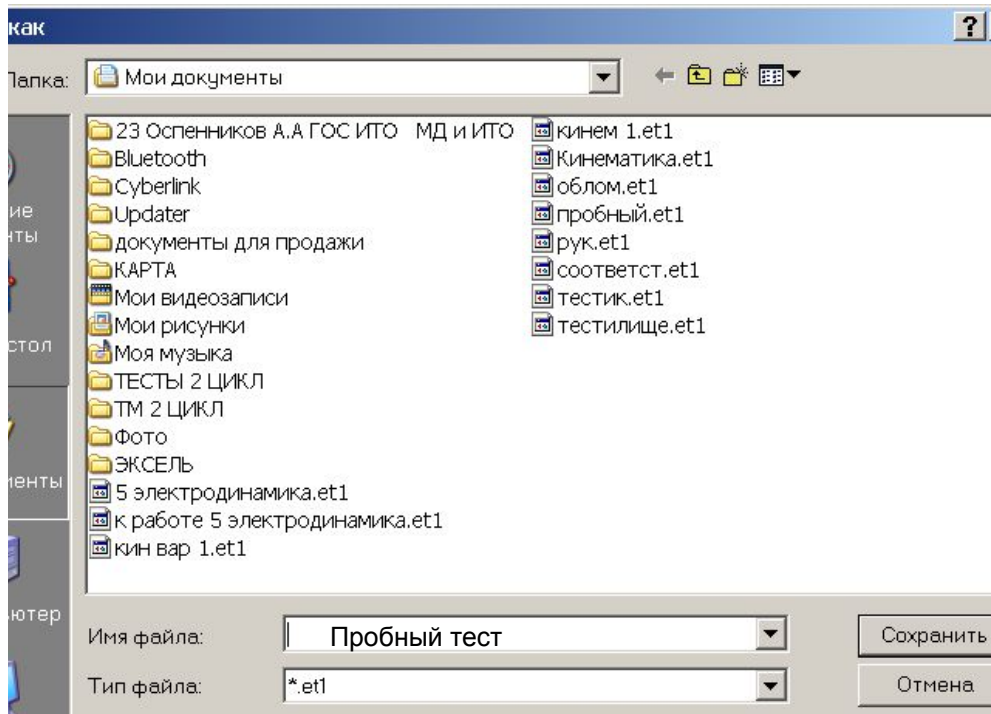 как
?
Папка: Мои документы
23 Оспенников А.А ГОС ИТО МД и ИТО
Bluetooth
Cyberlink
Updater
документы для продажи
КАРТА
Мои видеозаписи
Мои рисунки
Моя музыка
ТЕСТЫ 2 ЦИКЛ
ТМ 2 ЦИКЛ
Фото
ЭКСЕЛЬ
5 электродинамика.et1
к работе 5 электродинамика.et1
кин вар 1.et1
кинем 1.et1
Кинематика.et1
облом.et1
пробный.et1
рук.et1
соответст.et1
тестик.et1
тестилище.et1
стол
Имя файла: Пробный тест
Сохранить
Тип файла: *.et1
Отмена